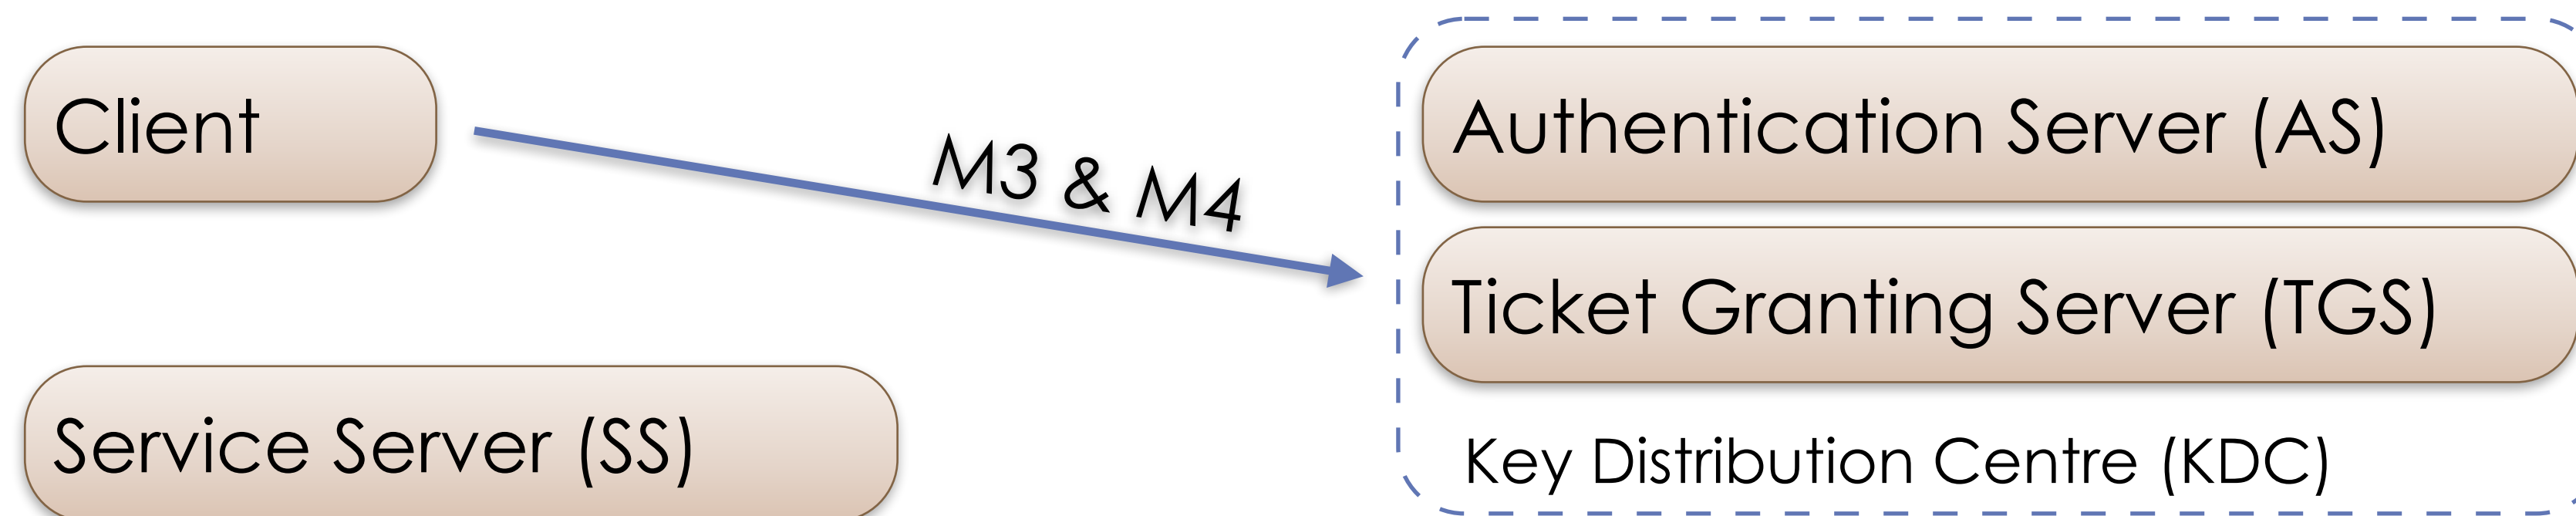 Client
M3 & M4
Authentication Server (AS)
Ticket Granting Server (TGS)
Service Server (SS)
Key Distribution Centre (KDC)